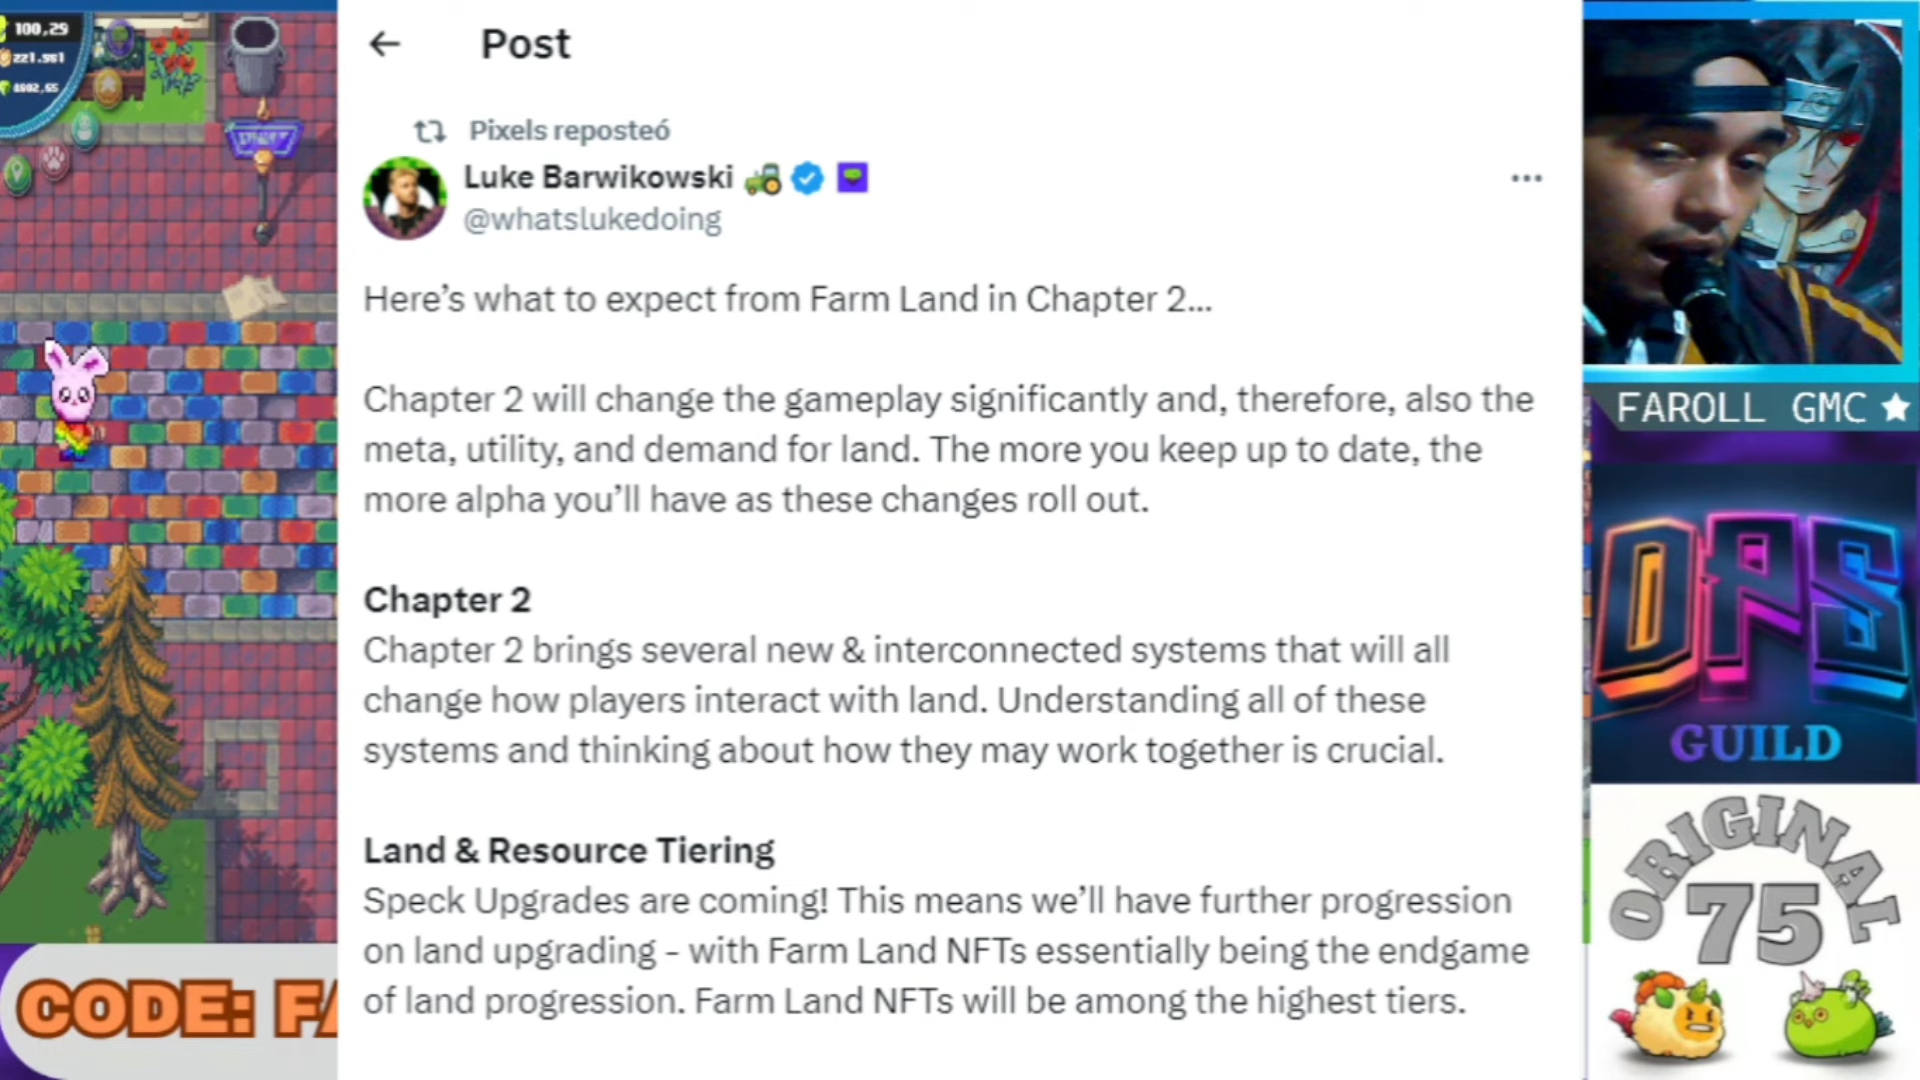 100,29
221.981
8802,65
Post
Pixels reposteó
Luke Barwikowski
@whatslukedoing
Here’s what to expect from Farm Land in Chapter 2...
Chapter 2 will change the gameplay significantly and, therefore, also the
meta, utility, and demand for land. The more you keep up to date, the
more alpha you’ll have as these changes roll out.
Chapter 2
Chapter 2 brings several new & interconnected systems that will all
change how players interact with land. Understanding all of these
systems and thinking about how they may work together is crucial.
Land & Resource Tiering
Speck Upgrades are coming! This means we’ll have further progression
on land upgrading - with Farm Land NFTs essentially being the endgame
of land progression. Farm Land NFTs will be among the highest tiers.
CODE: FA
FAROLL GMC
OPS
GUILD
ORIGINAL
75